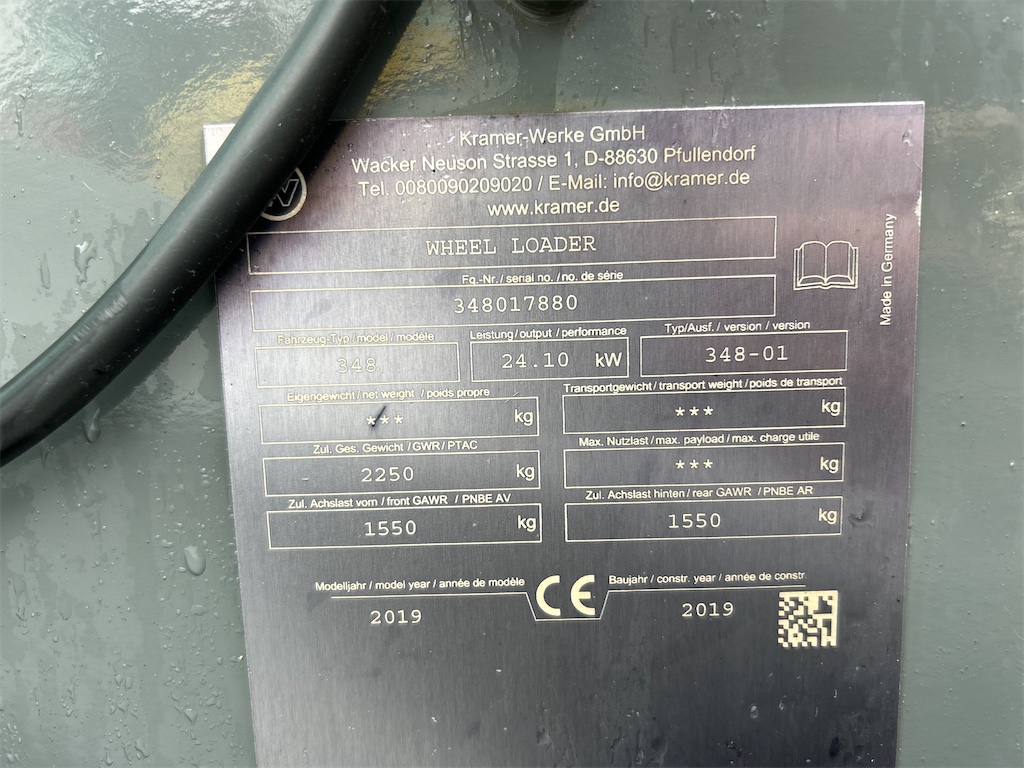 Kramer-Werke GmbH
Wacker Neuson Strasse 1, D-88630 Pfullendorf
Tel. 0080090209020 / E-Mail: info@kramer.de
www.kramer.de
WHEEL LOADER
Made in Germany
Fg.-Nr. / serial no. / no. de série
348017880
Fahrzeug-Typ / model / modèle Leistung / output / performance Typ/Ausf. / version / version
348 24.10 kW 348-01
Eigengewicht / net weight / poids propre Transportgewicht / transport weight / poids de transport
*** kg *** kg
Zul. Ges. Gewicht / GWR / PTAC Max. Nutzlast / max. payload / max. charge utile
2250 kg *** kg
Zul. Achslast vorn / front GAWR / PNBE AV Zul. Achslast hinten / rear GAWR / PNBE AR
1550 kg 1550 kg
Modelljahr / model year / année de modèle CE Baujahr / constr. year / année de constr.
2019 2019